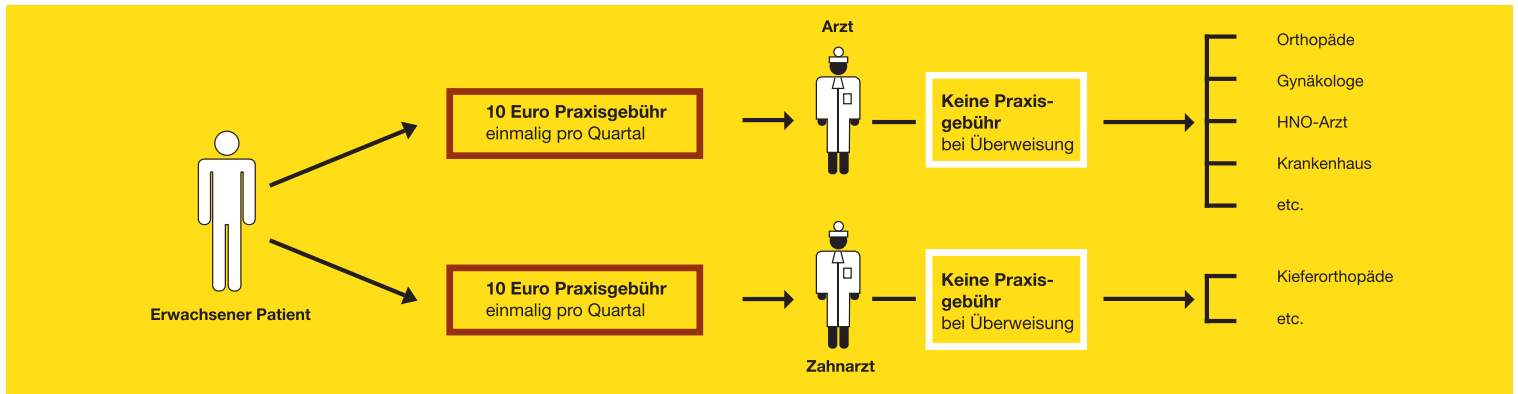 Arzt
Orthopäde
Gynäkologe
HNO-Arzt
Krankenhaus
etc.
10 Euro Praxisgebühr
einmalig pro Quartal
Keine Praxis-
gebühr
bei Überweisung
Erwachsener Patient
10 Euro Praxisgebühr
einmalig pro Quartal
Keine Praxis-
gebühr
bei Überweisung
Kieferorthopäde
etc.
Zahnarzt